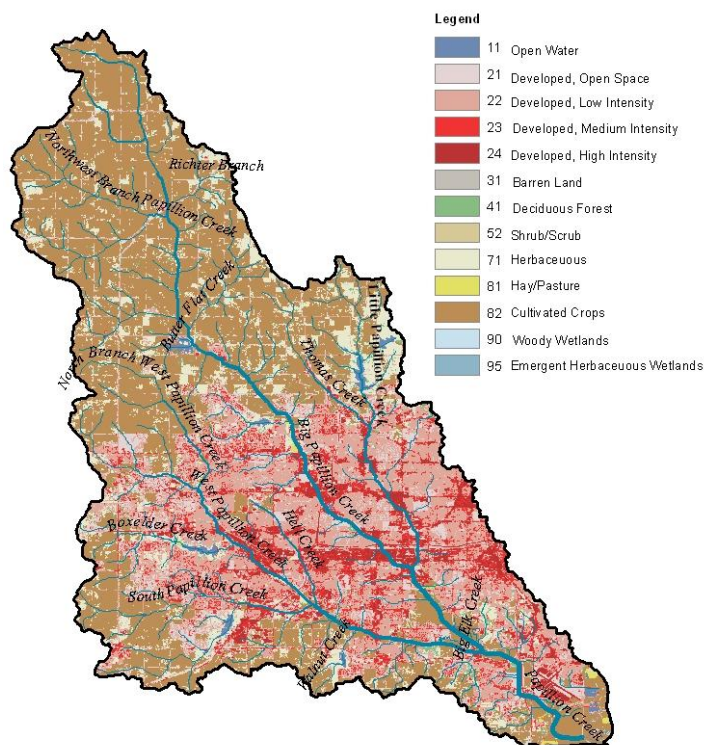 Legend
11 Open Water
21 Developed, Open Space
22 Developed, Low Intensity
23 Developed, Medium Intensity
24 Developed, High Intensity
31 Barren Land
41 Deciduous Forest
52 Shrub/Scrub
71 Herbaceuous
81 Hay/Pasture
82 Cultivated Crops
90 Woody Wetlands
95 Emergent Herbaceuous Wetlands
Richter Branch
Northwest Branch Papillion Creek
Butter Flat Creek
Little Papillion Creek
Thomas Creek
North Branch West Papillion Creek
Big Papillion Creek
West Papillion Creek
Hell Creek
Boxelder Creek
South Papillion Creek
Walnut Creek
Big Elk Creek
Papillion Creek